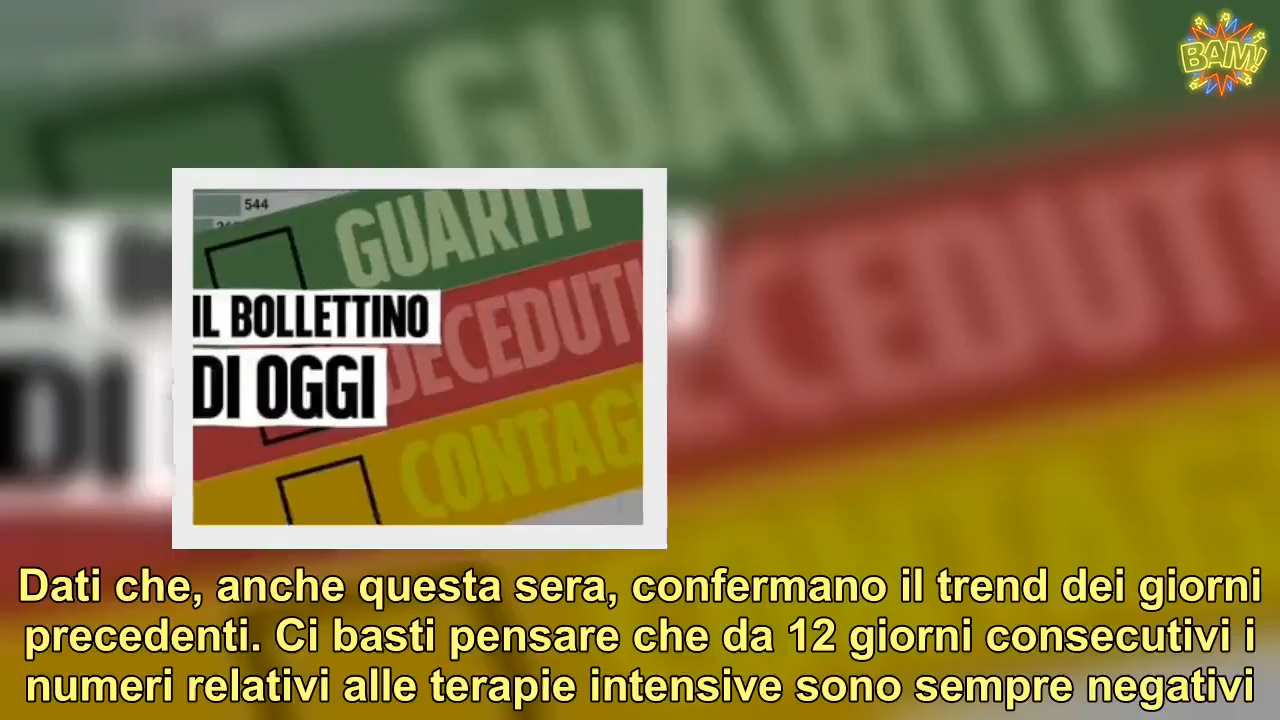 BAM!
544
GUARITI
IL BOLLETTINO
DECEDUTI
DI OGGI
CONTAG
Dati che, anche questa sera, confermano il trend dei giorni
precedenti. Ci basti pensare che da 12 giorni consecutivi i
numeri relativi alle terapie intensive sono sempre negativi